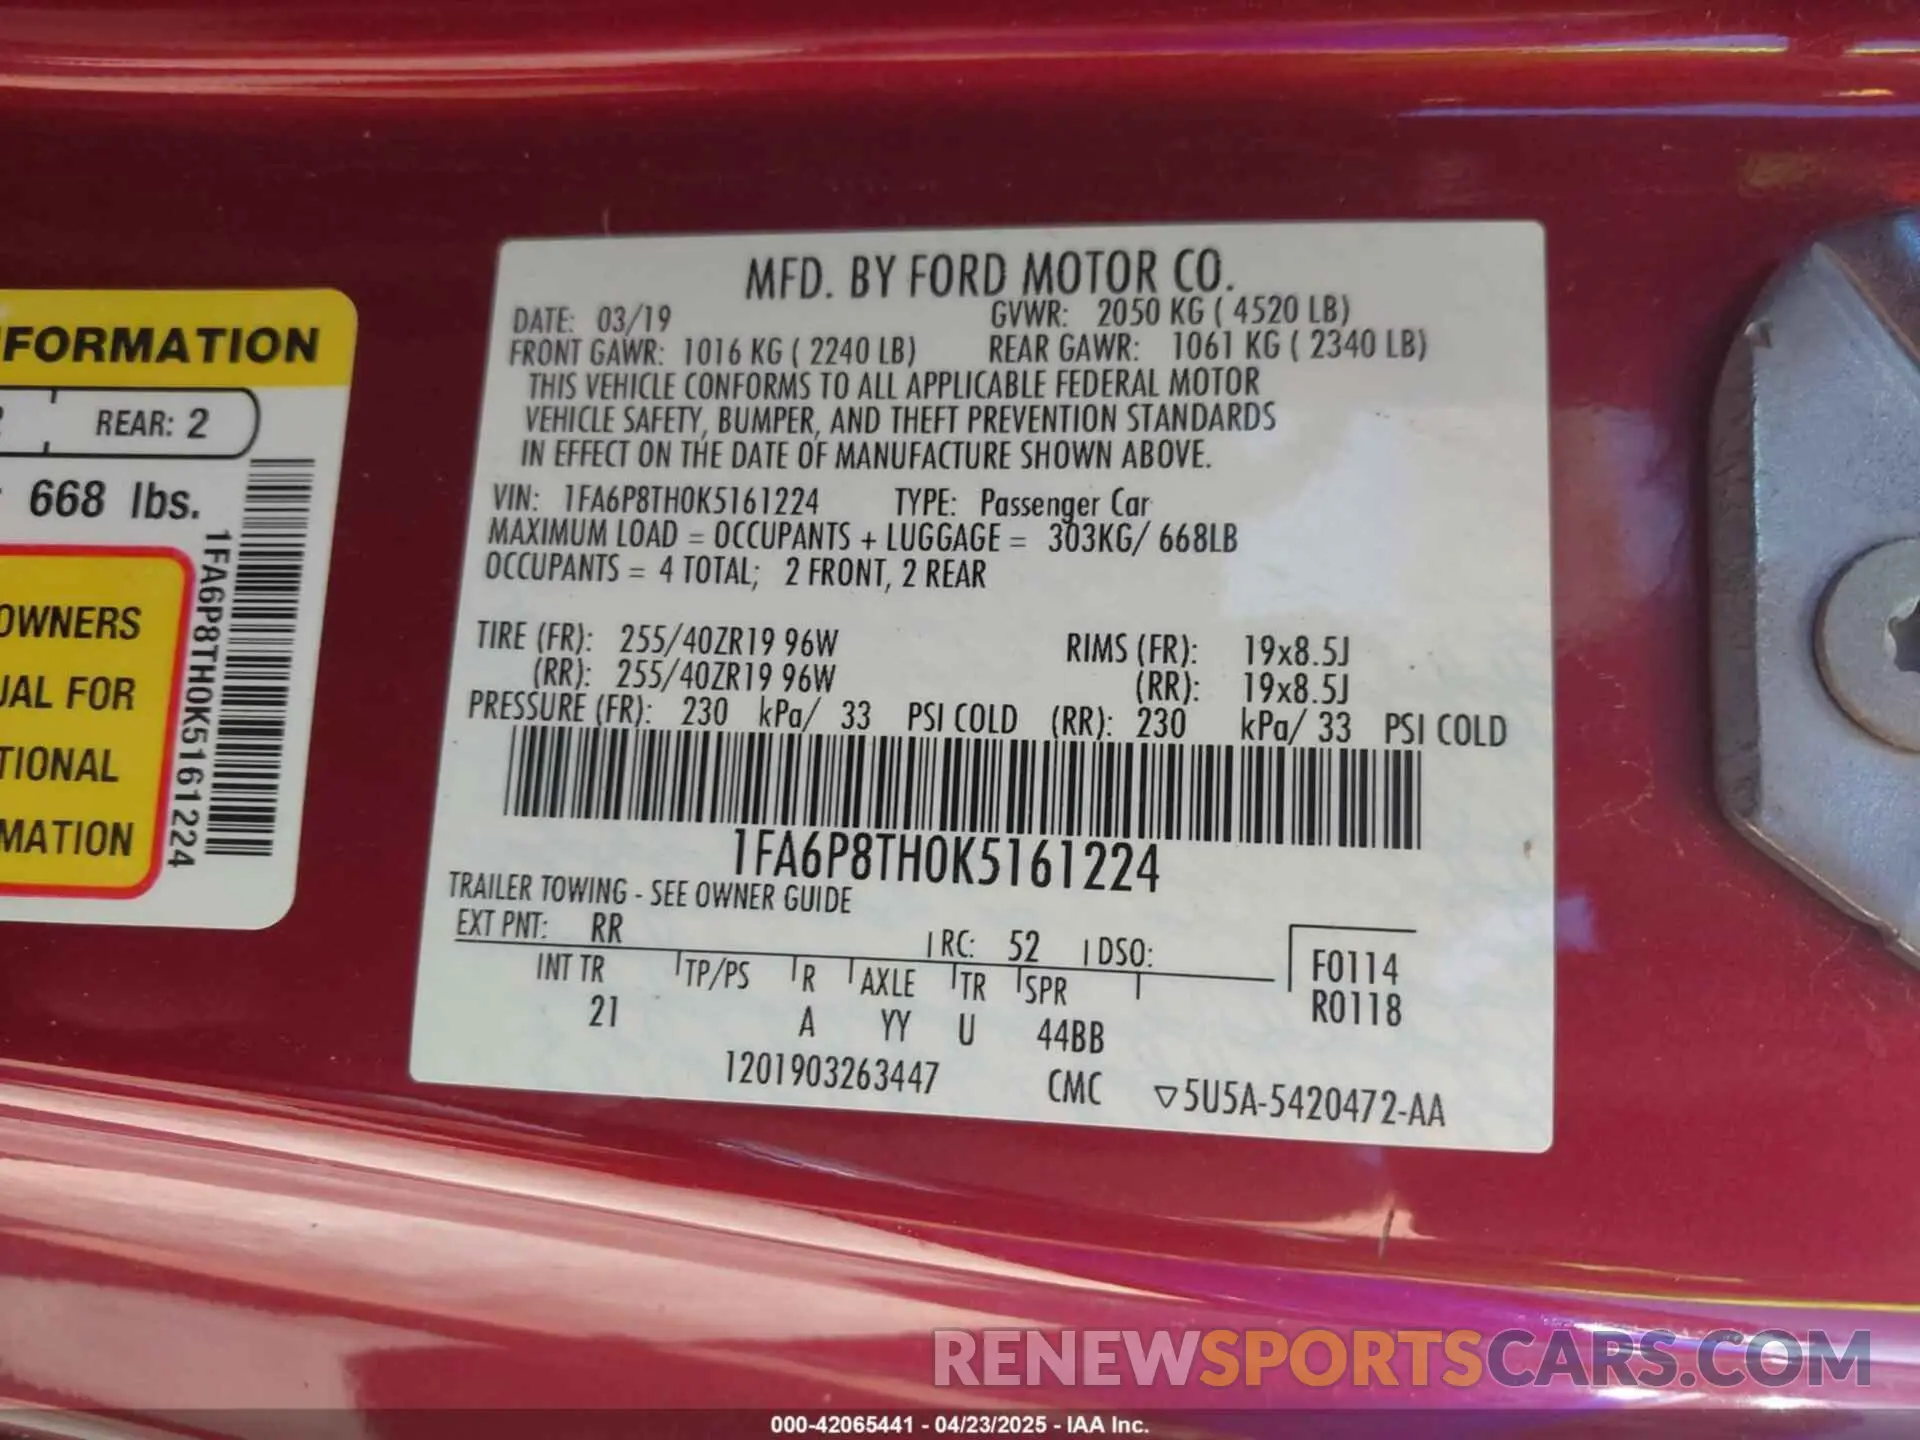 MFD. BY FORD MOTOR CO.
DATE: 03/19 GVWR: 2050 KG ( 4520 LB)
FRONT GAWR: 1016 KG ( 2240 LB) REAR GAWR: 1061 KG ( 2340 LB)
THIS VEHICLE CONFORMS TO ALL APPLICABLE FEDERAL MOTOR
VEHICLE SAFETY, BUMPER, AND THEFT PREVENTION STANDARDS
IN EFFECT ON THE DATE OF MANUFACTURE SHOWN ABOVE.
VIN: 1FA6P8TH0K5161224 TYPE: Passenger Car
MAXIMUM LOAD = OCCUPANTS + LUGGAGE = 303KG/ 668LB
OCCUPANTS = 4 TOTAL; 2 FRONT, 2 REAR
TIRE (FR): 255/40ZR19 96W RIMS (FR): 19x8.5J
(RR): 255/40ZR19 96W (RR): 19x8.5J
PRESSURE (FR): 230 kPa/ 33 PSI COLD (RR): 230 kPa/ 33 PSI COLD
1FA6P8TH0K5161224
TRAILER TOWING - SEE OWNER GUIDE
EXT PNT: RR RC: 52 DSO:
INT TR TP/PS R AXLE TR SPR
21 A YY U 44BB
F0114
R0118
1201903263447 CMC ▽5U5A-5420472-AA
FORMATION
REAR: 2
668 lbs.
1FA6P8TH0K5161224
OWNERS
UAL FOR
TIONAL
MATION
RENEWSPORTSCARS.COM
000-42065441 - 04/23/2025 - IAA Inc.